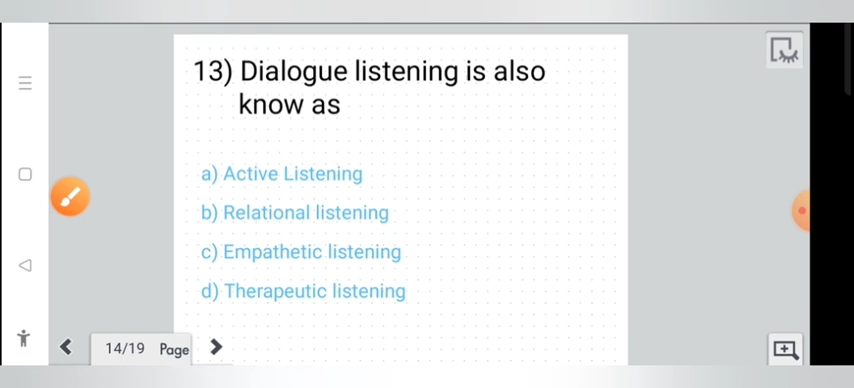 13) Dialogue listening is also
know as
a) Active Listening
b) Relational listening
c) Empathetic listening
d) Therapeutic listening
14/19 Page